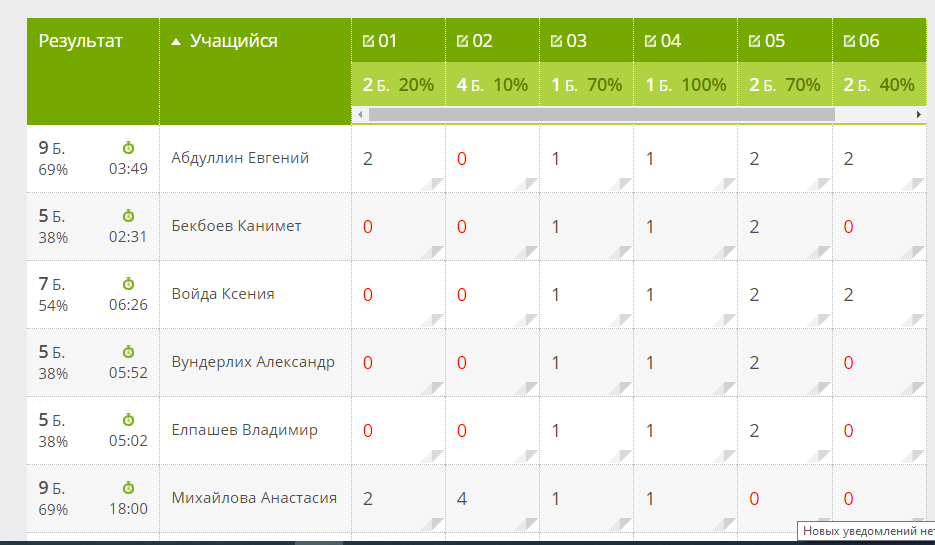 Результат ▲ Учащийся 01 02 03 04 05 06
2 Б. 20% 4 Б. 10% 1 Б. 70% 1 Б. 100% 2 Б. 70% 2 Б. 40%
9 Б. 69% 03:49 Абдуллин Евгений 2 0 1 1 2 2
5 Б. 38% 02:31 Бекбоев Канимет 0 0 1 1 2 0
7 Б. 54% 06:26 Войда Ксения 0 0 1 1 2 2
5 Б. 38% 05:52 Вундерлих Александр 0 0 1 1 2 0
5 Б. 38% 05:02 Елпашев Владимир 0 0 1 1 2 0
9 Б. 69% 18:00 Михайлова Анастасия 2 4 1 1 0 0
Новых уведомлений нет